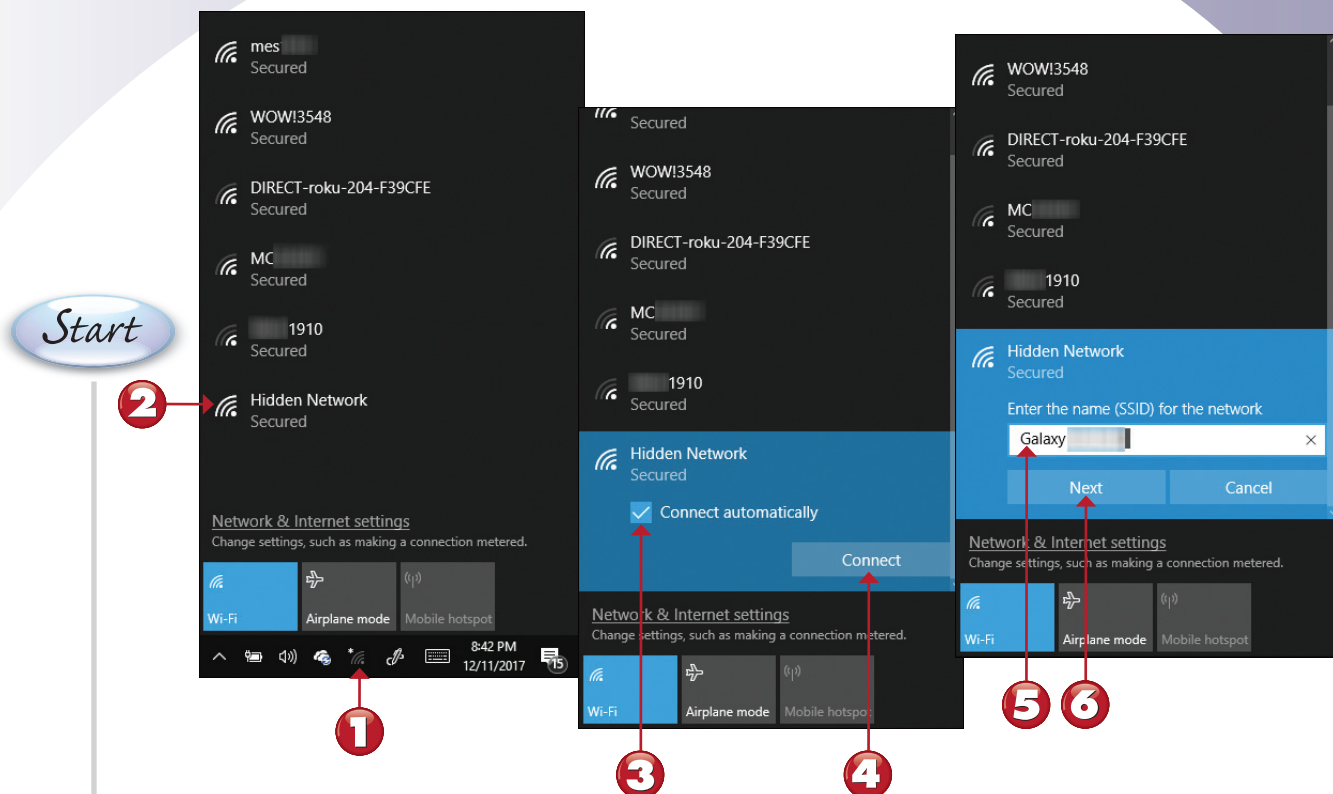 Start
mes
Secured
WOW!3548
Secured
DIRECT-roku-204-F39CFE
Secured
MC
Secured
1910
Secured
2
Hidden Network
Secured
Network & Internet settings
Change settings, such as making a connection metered.
Wi-Fi
Airplane mode
Mobile hotspot
8:42 PM
12/11/2017
15
1
Secured
WOW!3548
Secured
DIRECT-roku-204-F39CFE
Secured
MC
Secured
1910
Secured
Hidden Network
Secured
Connect automatically
Connect
Network & Internet settings
Change settings, such as making a connection metered.
Wi-Fi
Airplane mode
Mobile hotspot
3
4
WOW!3548
Secured
DIRECT-roku-204-F39CFE
Secured
MC
Secured
1910
Secured
Hidden Network
Secured
Enter the name (SSID) for the network
Galaxy
Next
Cancel
Network & Internet settings
Change settings, such as making a connection metered.
Wi-Fi
Airplane mode
Mobile hotspot
5
6